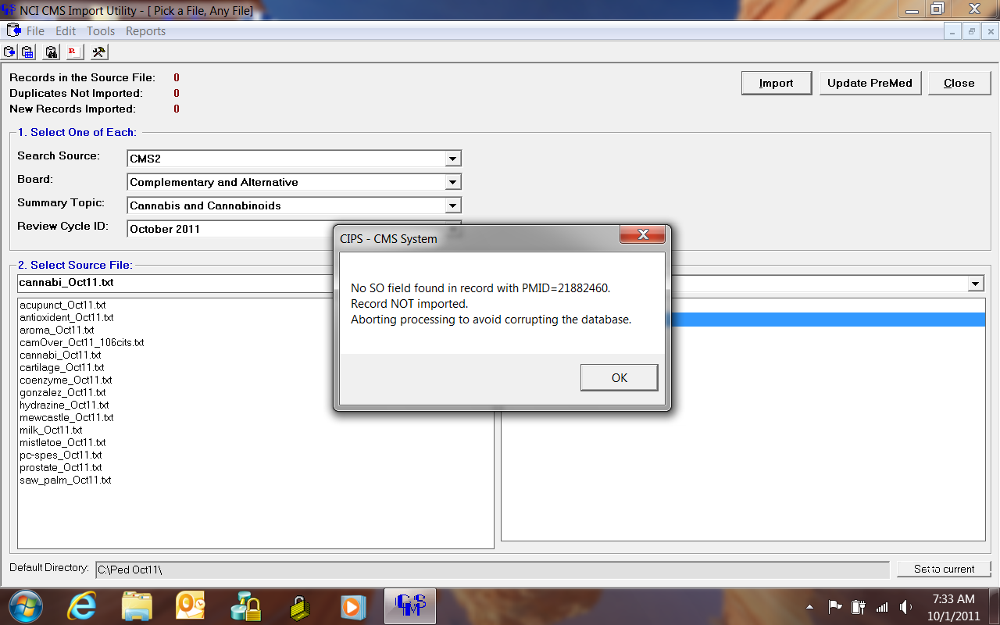 NCI CMS Import Utility - [ Pick a File, Any File]
File Edit Tools Reports
Records in the Source File: 0
Duplicates Not Imported: 0
New Records Imported: 0
Import Update PreMed Close
1. Select One of Each:
Search Source: CMS2
Board: Complementary and Alternative
Summary Topic: Cannabis and Cannabinoids
Review Cycle ID: October 2011
CIPS - CMS System
No SO field found in record with PMID=21882460.
Record NOT imported.
Aborting processing to avoid corrupting the database.
OK
2. Select Source File:
cannabi_Oct11.txt
acupunct_Oct11.txt
antioxident_Oct11.txt
aroma_Oct11.txt
camOver_Oct11_106cits.txt
cannabi_Oct11.txt
cartilage_Oct11.txt
coenzyme_Oct11.txt
gonzalez_Oct11.txt
hydrazine_Oct11.txt
mewcastle_Oct11.txt
milk_Oct11.txt
mistletoe_Oct11.txt
pc-spes_Oct11.txt
prostate_Oct11.txt
saw_palm_Oct11.txt
Default Directory: C:\Ped Oct11\ Set to current
7:33 AM
10/1/2011